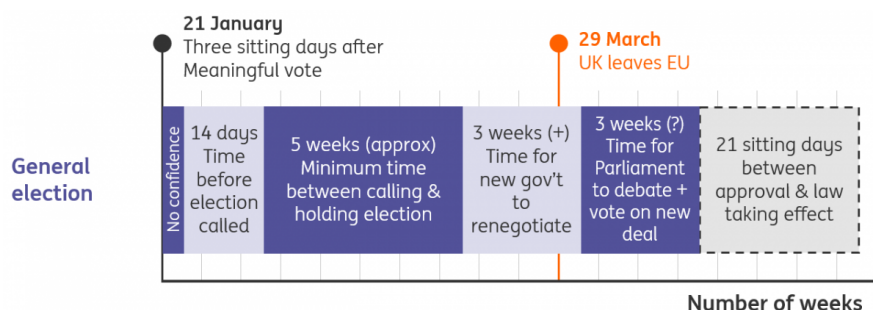 21 January
Three sitting days after
Meaningful vote
29 March
UK leaves EU
General
election
No confidence
14 days
Time
before
election
called
5 weeks (approx)
Minimum time
between calling &
holding election
3 weeks (+)
Time for
new gov't
to
renegotiate
3 weeks (?)
Time for
Parliament
to debate +
vote on new
deal
21 sitting days
between
approval & law
taking effect
Number of weeks